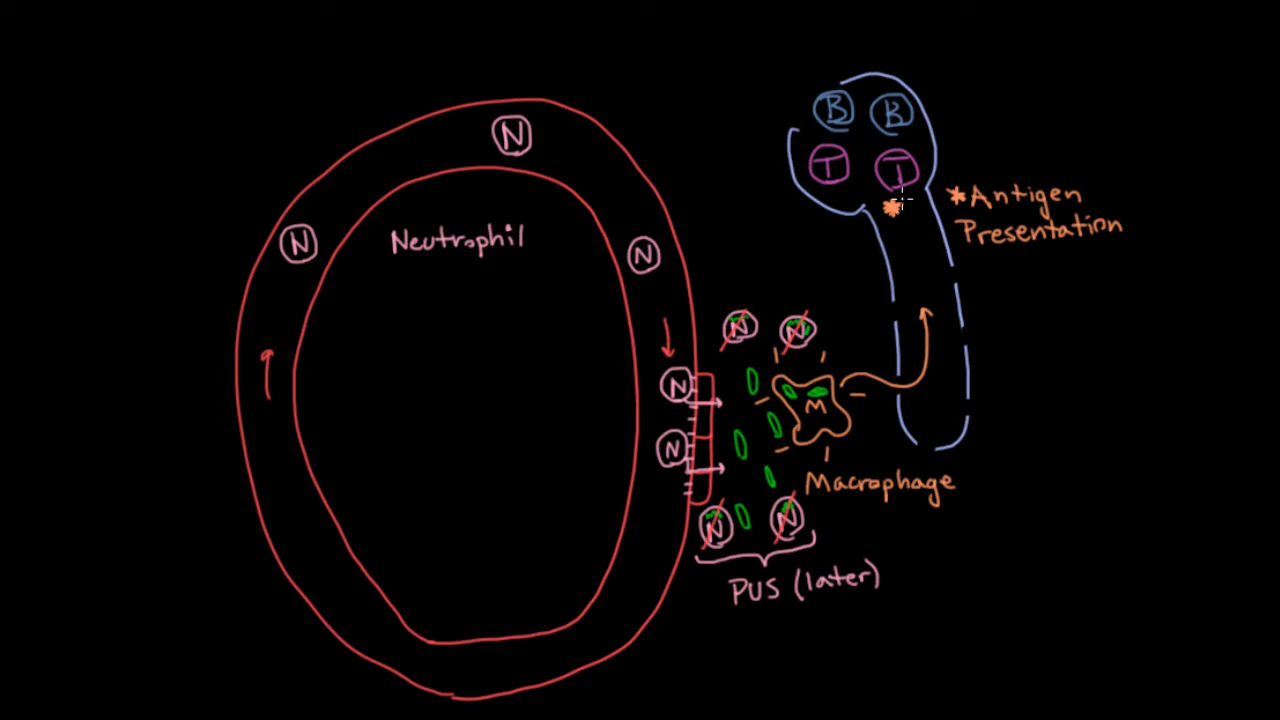 B B
N
T T
*Antigen
Presentation
Neutrophil
N
N
N N
N
M
N
Macrophage
N N
PUS (later)